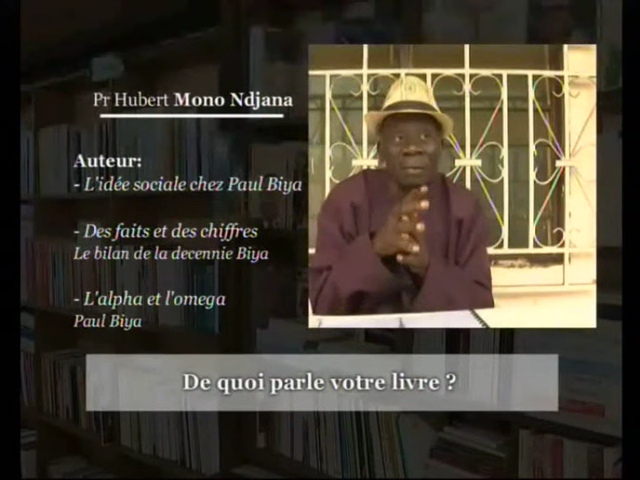 Pr Hubert Mono Ndjana
Auteur:
- L'idée sociale chez Paul Biya
- Des faits et des chiffres
Le bilan de la decennie Biya
- L'alpha et l'omega
Paul Biya
De quoi parle votre livre ?